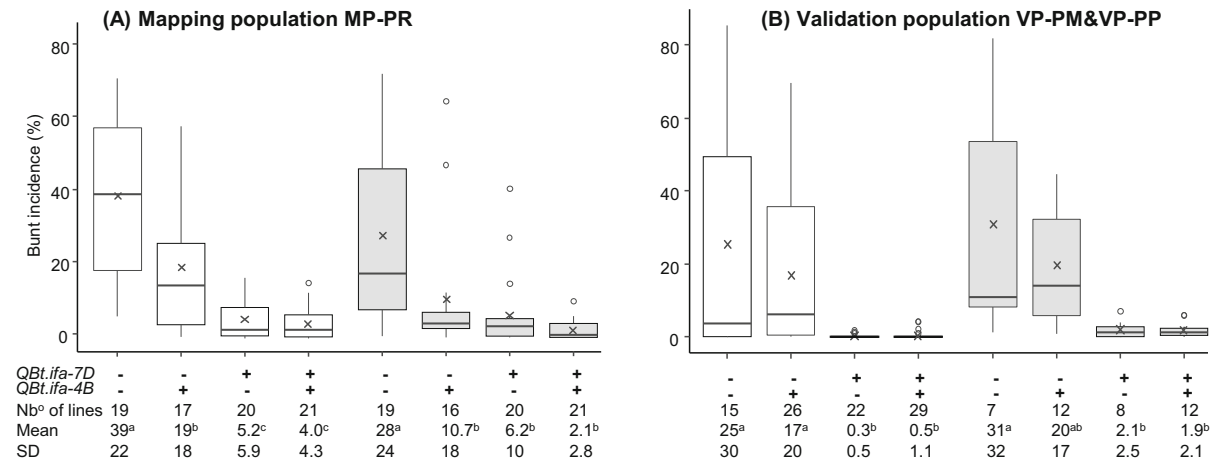 (A) Mapping population MP-PR
(B) Validation population VP-PM&VP-PP
Bunt incidence (%)
80
60
40
20
0
80
60
40
20
0
QBt.ifa-7D - - + + - - + + - - + + - - + +
QBt.ifa-4B - + - + - + - + - + - + - + - +
Nbº of lines 19 17 20 21 19 16 20 21 15 26 22 29 7 12 8 12
Mean 39ᵃ 19ᵇ 5.2ᶜ 4.0ᶜ 28ᵃ 10.7ᵇ 6.2ᵇ 2.1ᵇ 25ᵃ 17ᵃ 0.3ᵇ 0.5ᵇ 31ᵃ 20ᵃᵇ 2.1ᵇ 1.9ᵇ
SD 22 18 5.9 4.3 24 18 10 2.8 30 20 0.5 1.1 32 17 2.5 2.1